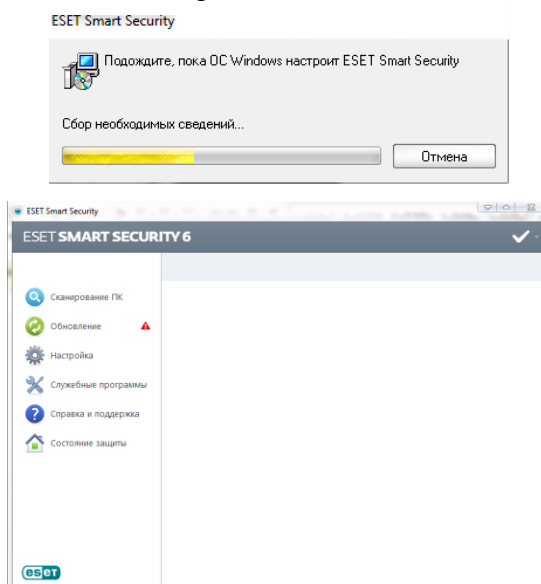 ESET Smart Security
Подождите, пока ОС Windows настроит ESET Smart Security
Сбор необходимых сведений...
Отмена
ESET Smart Security
ESET SMART SECURITY 6
Сканирование ПК
Обновление
Настройка
Служебные программы
Справка и поддержка
Состояние защиты
eset